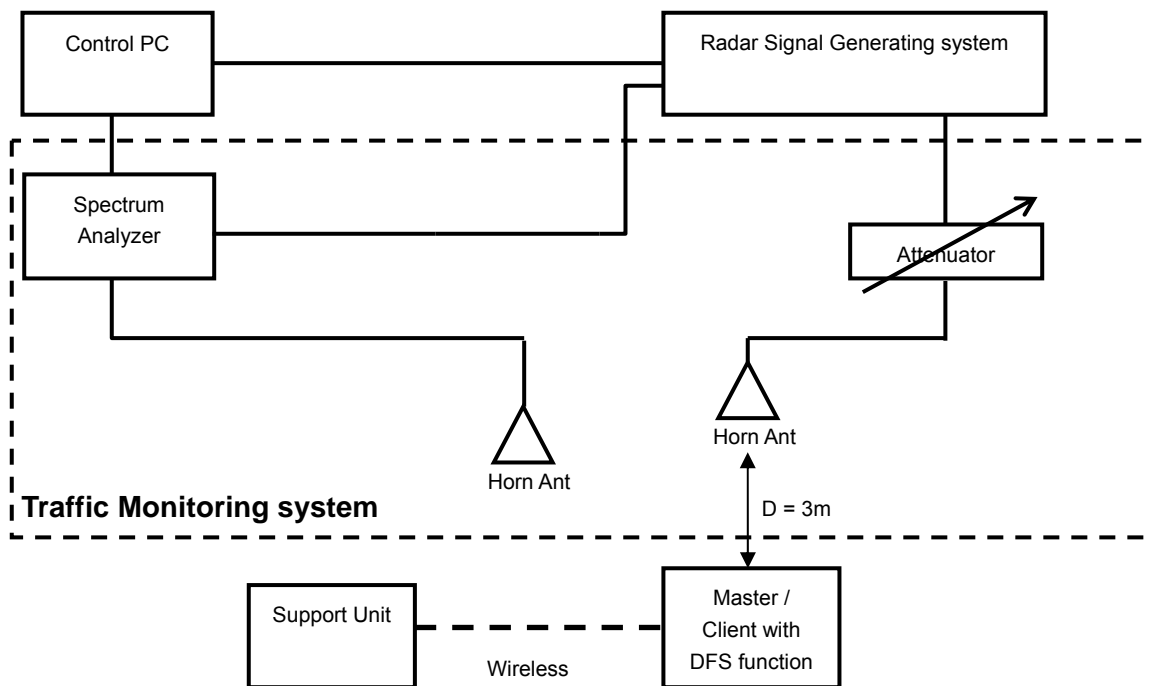 Control PC
Radar Signal Generating system
Spectrum
Analyzer
Attenuator
Horn Ant
Horn Ant
Traffic Monitoring system
D = 3m
Support Unit
Wireless
Master /
Client with
DFS function